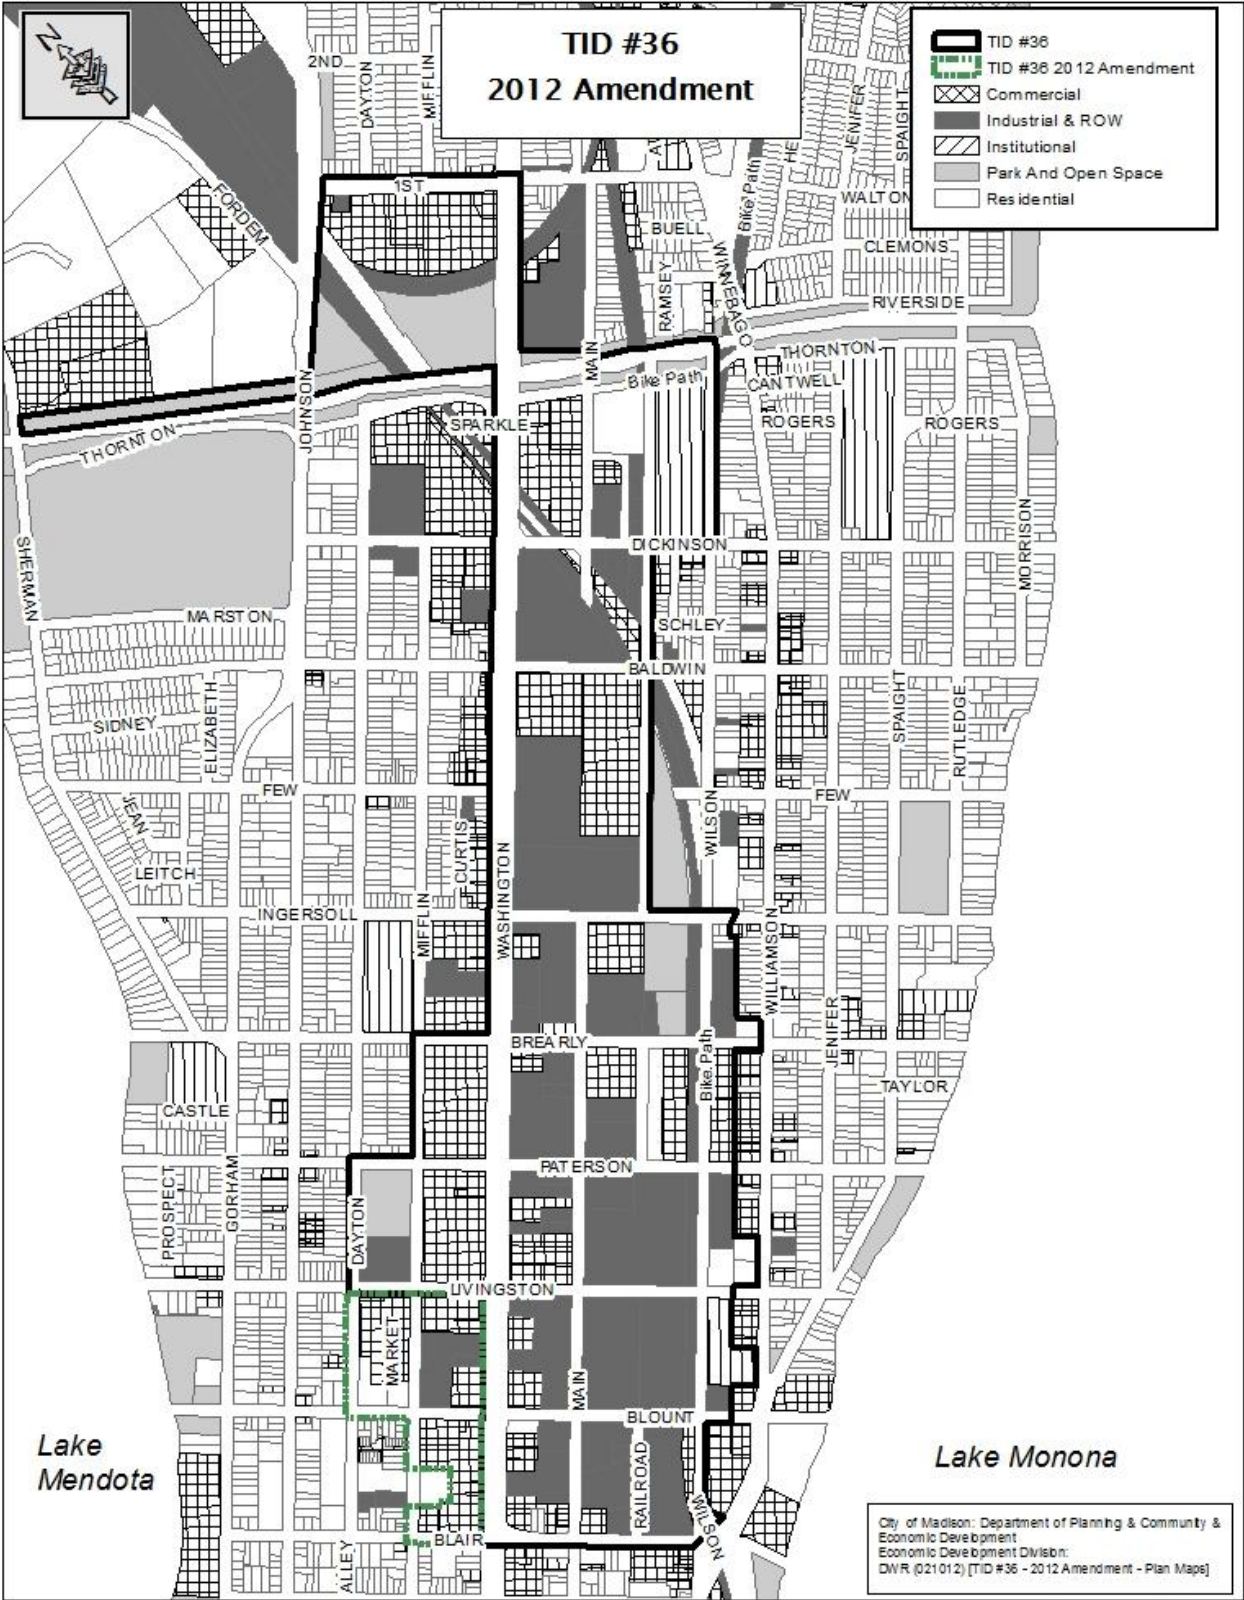 TID #36
2012 Amendment
N
TID #36
TID #36 2012 Amendment
Commercial
Industrial & ROW
Institutional
Park And Open Space
Residential
2ND
DAYTON
MIFFLIN
JENIFER
SPAIGHT
1ST
FORDEM
Bike Path
WALTON
BUELL
WINNEBAGO
CLEMONS
RAMSEY
RIVERSIDE
MAIN
THORNTON
Bike Path
CANTWELL
JOHNSON
SPARKLE
ROGERS
ROGERS
THORNTON
SHERMAN
DICKINSON
MORRISON
MARSTON
SCHLEY
BALDWIN
SIDNEY
ELIZABETH
SPAIGHT
RUTLEDGE
FEW
FEW
JEAN
CURTIS
WILSON
LEITCH
WASHINGTON
INGERSOLL
MIFFLIN
WILLIAMSON
JENIFER
BREARLY
Bike Path
TAYLOR
CASTLE
PATERSON
PROSPECT
GORHAM
DAYTON
LIVINGSTON
MARKET
MAIN
BLOUNT
RAILROAD
WILSON
BLAIR
ALLEY
Lake
Mendota
Lake Monona
City of Madison: Department of Planning & Community &
Economic Development
Economic Development Division:
DWR (021012) [TID #36 - 2012 Amendment - Plan Maps]